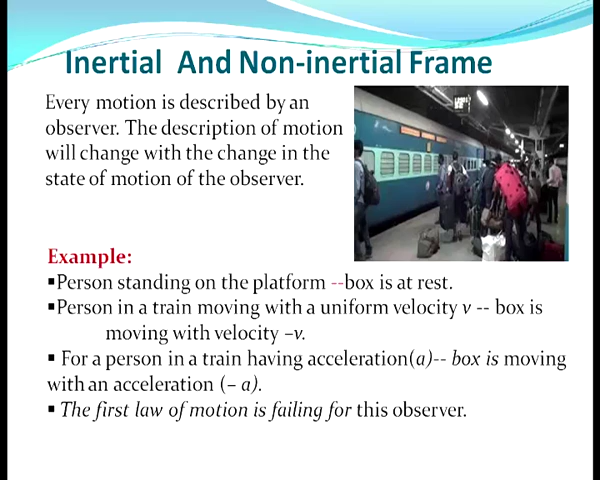 Inertial And Non-inertial Frame
Every motion is described by an
observer. The description of motion
will change with the change in the
state of motion of the observer.
Example:
▪Person standing on the platform --box is at rest.
▪Person in a train moving with a uniform velocity v -- box is
moving with velocity –v.
▪ For a person in a train having acceleration(a)-- box is moving
with an acceleration (– a).
▪ The first law of motion is failing for this observer.